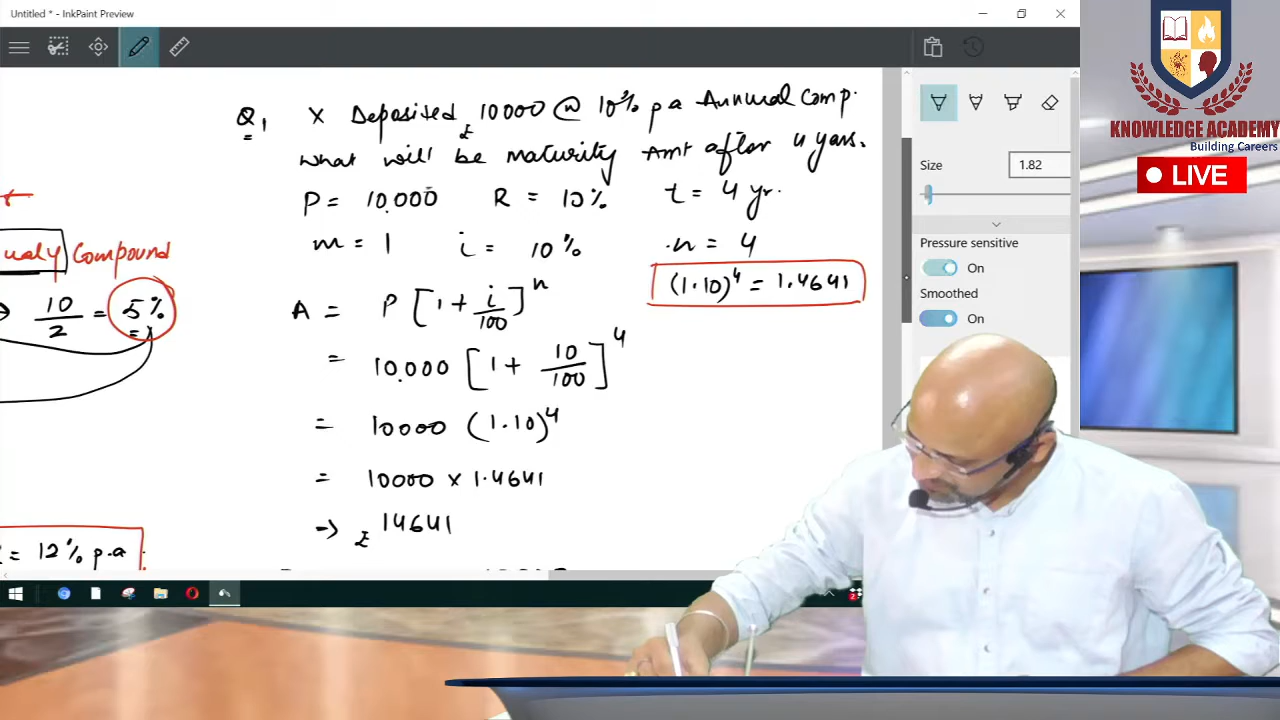 Untitled * - InkPaint Preview
Q1 X Deposited ₹ 10000 @ 10% p a Annual Comp.
What will be maturity Amt after 4 years.
P = 10,000 R = 10% t = 4 yr.
m = 1 i = 10% n = 4
(1.10)^4 = 1.4641
A = P [1 + i/100]^n
= 10,000 [1 + 10/100]^4
= 10000 (1.10)^4
= 10000 × 1.4641
→ ₹ 14641
Compound
→ 10/2 = 5%
= 12% p.a
Size 1.82
Pressure sensitive
On
Smoothed
On
KNOWLEDGE ACADEMY
Building Careers
LIVE